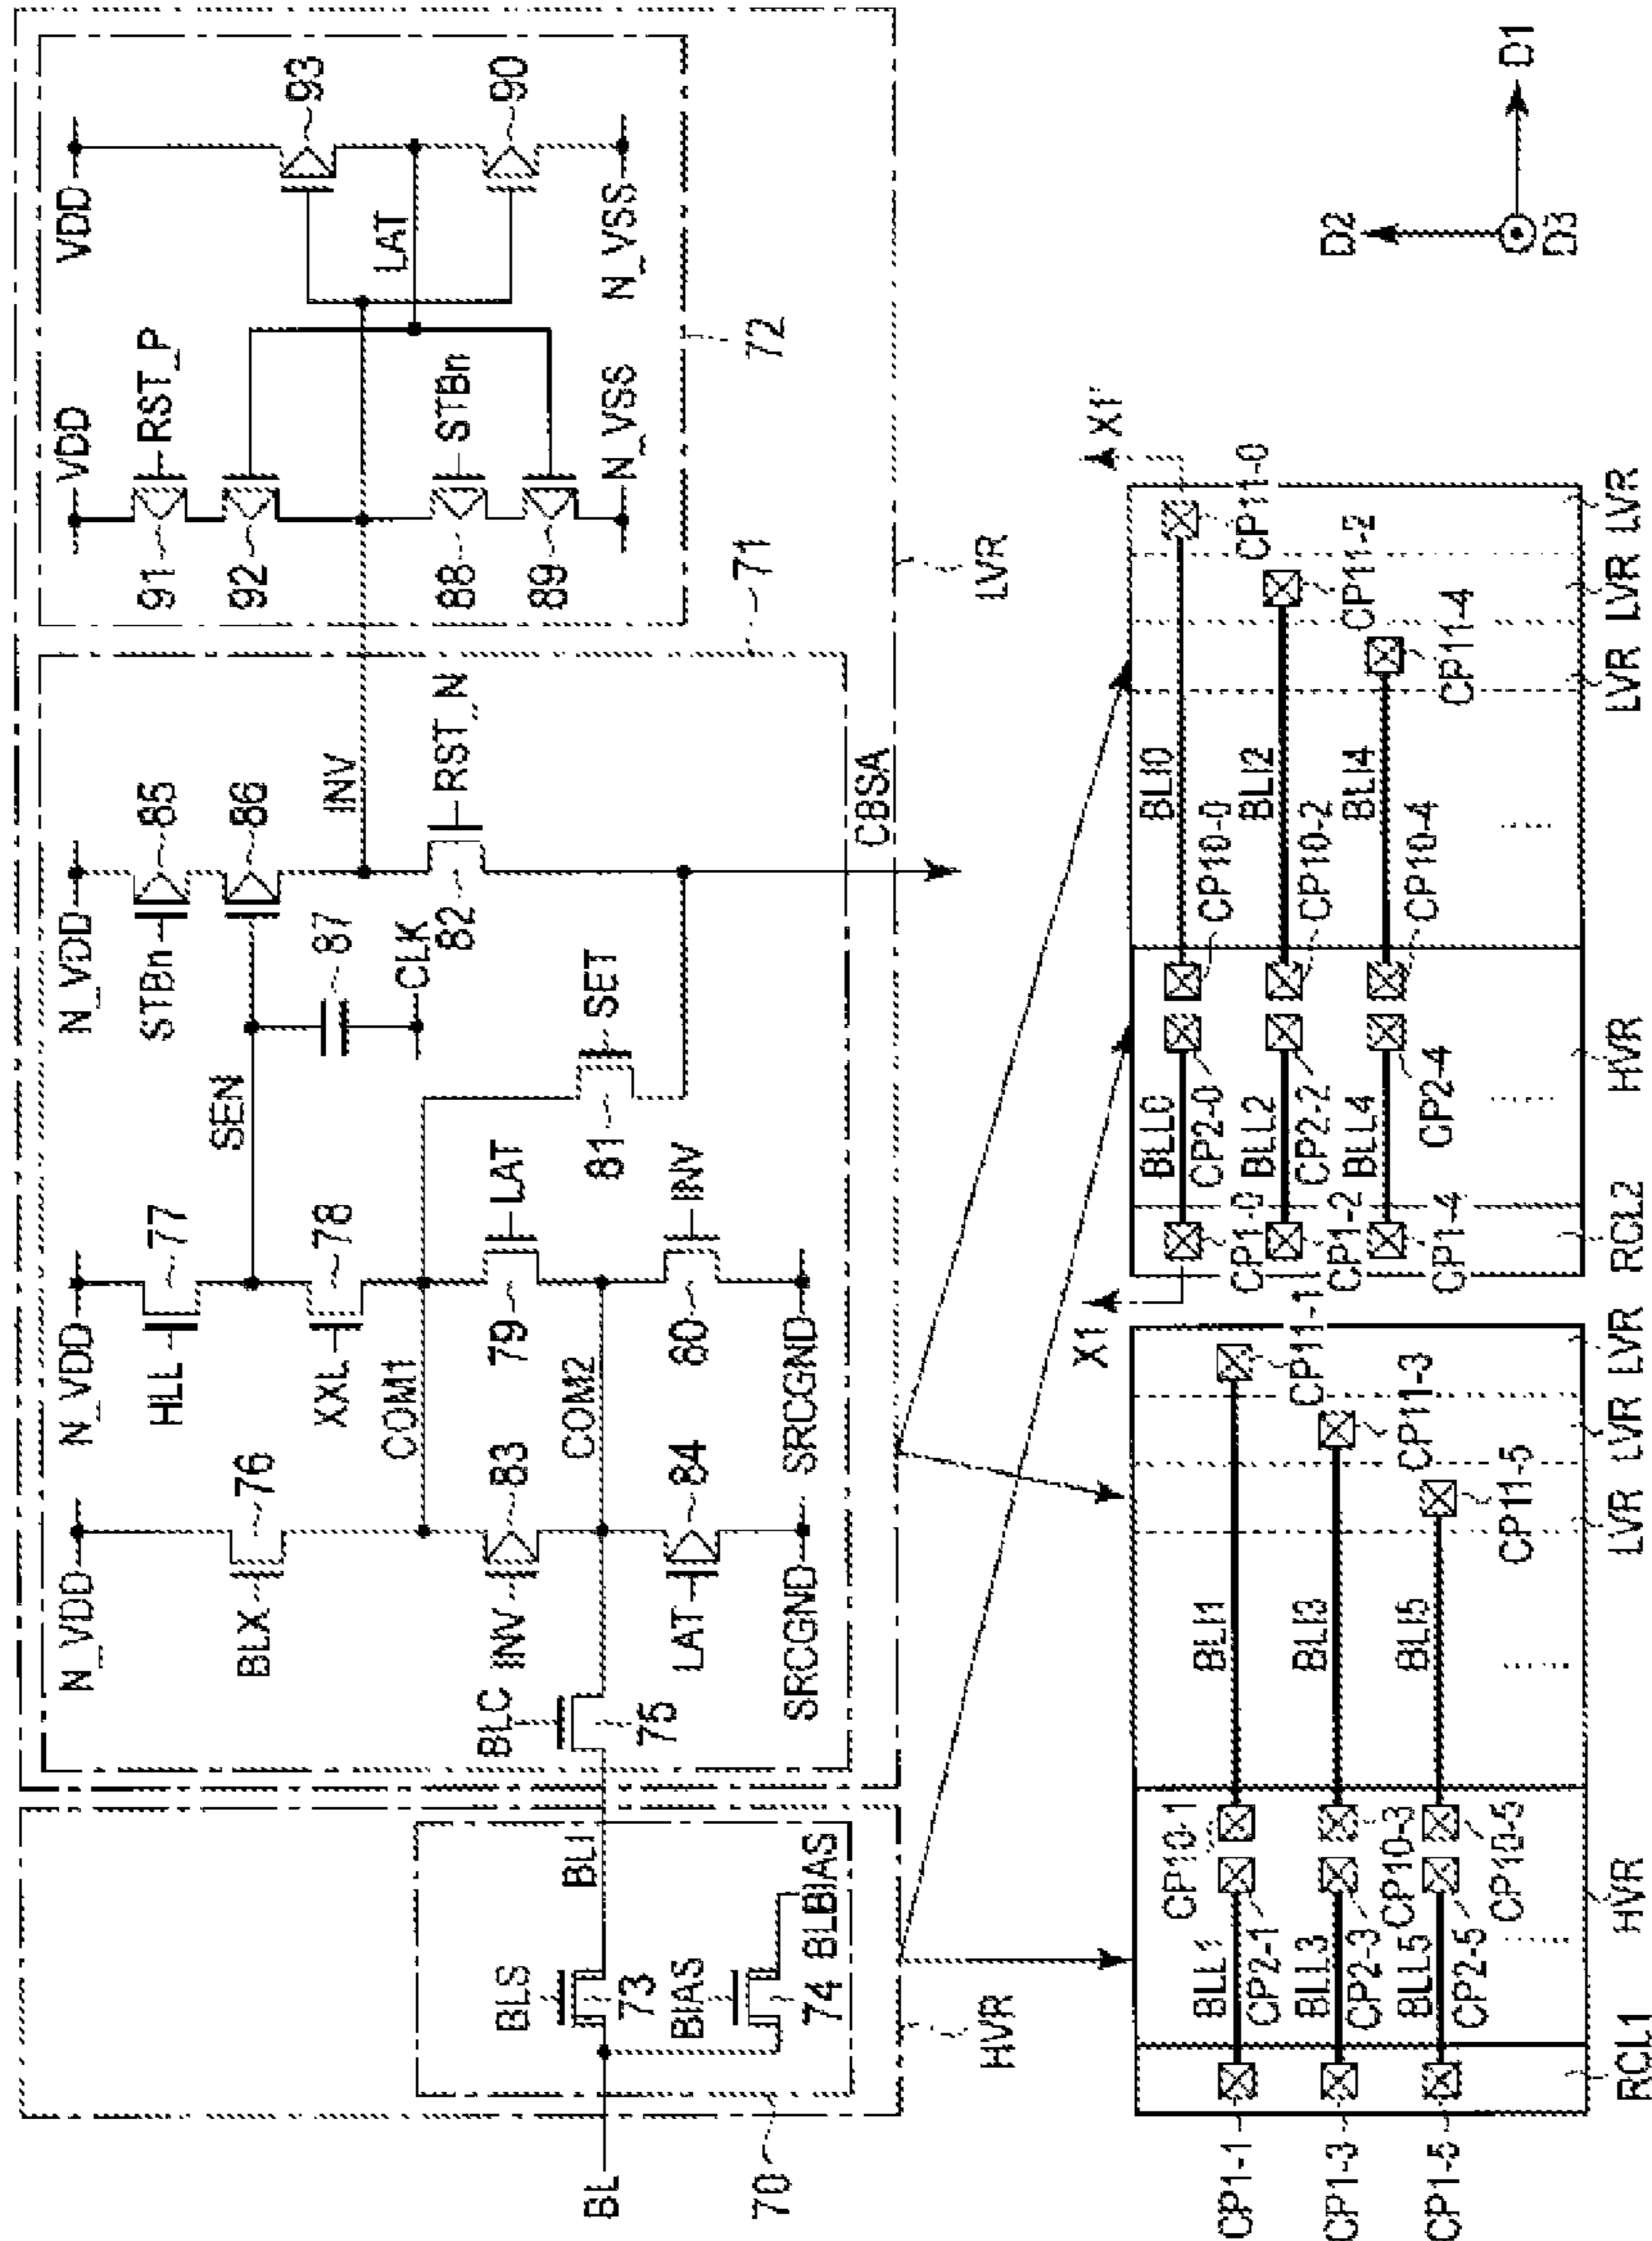 VDD
VDD
RST_P
91
92
93
LAT
STBn
88
89
90
N_VSS
N_VSS
72
N_VDD
N_VDD
N_VDD
STBn
85
86
HLL
77
SEN
87
CLK
INV
BLX
76
XXL
78
82
RST_N
COM1
INV
83
79
LAT
81
SET
COM2
LAT
84
80
INV
SRCGND
SRCGND
BLC
75
CBSA
71
LVR
BL
BLS
73
BLI
BIAS
74
BLBIAS
70
HVR
CP1-1
CP1-3
CP1-5
BLL1
CP2-1
CP10-1
BLI1
CP11-1
BLL3
CP2-3
CP10-3
BLI3
CP11-3
BLL5
CP2-5
CP10-5
BLI5
CP11-5
RCL1
HVR
LVR
LVR
LVR
X1
X1'
CP1-0
BLL0
CP2-0
CP10-0
BLI0
CP11-0
CP1-2
BLL2
CP2-2
CP10-2
BLI2
CP11-2
CP1-4
BLL4
CP2-4
CP10-4
BLI4
CP11-4
RCL2
HVR
LVR
LVR
LVR
D2
D3
D1